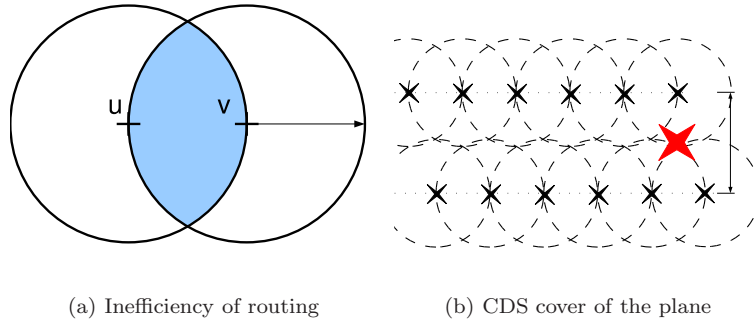 u
v
(a) Inefficiency of routing
(b) CDS cover of the plane